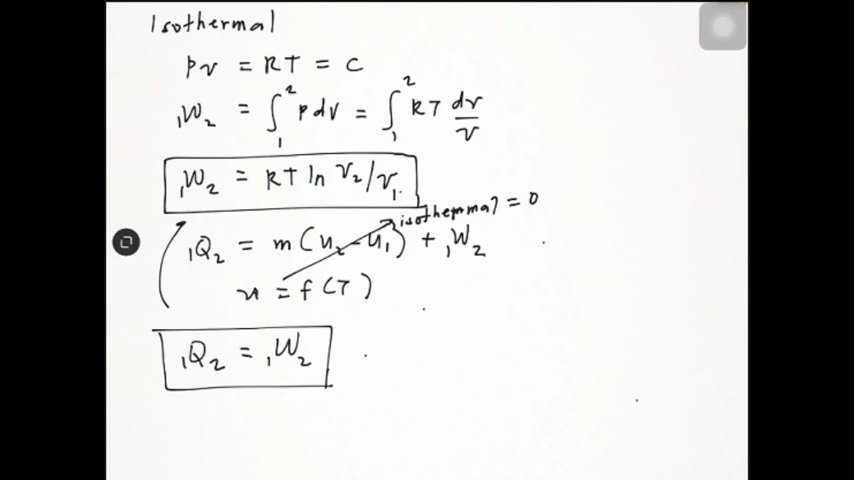 Isothermal
pv = RT = C
₁W₂ = ∫₁² pdv = ∫₁² RT dv/v
₁W₂ = RT ln v₂/v₁
isothermal = 0
₁Q₂ = m(u₂-u₁) + ₁W₂
u = f(T)
₁Q₂ = ₁W₂